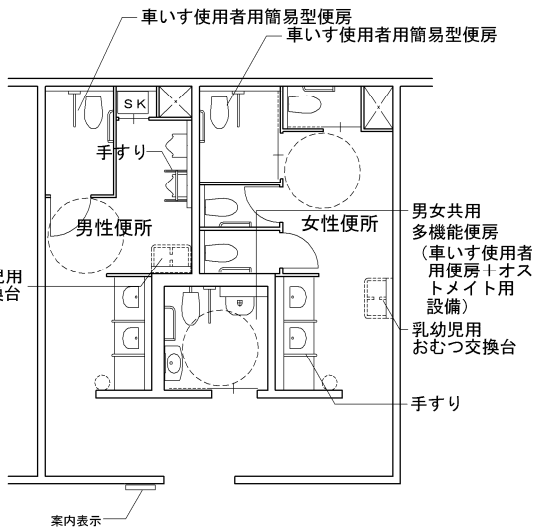 車いす使用者用簡易型便房
車いす使用者用簡易型便房
SK
手すり
男性便所
女性便所
男女共用
多機能便房
（車いす使用者
用便房＋オス
トメイト用
設備）
児用
換台
乳幼児用
おむつ交換台
手すり
案内表示